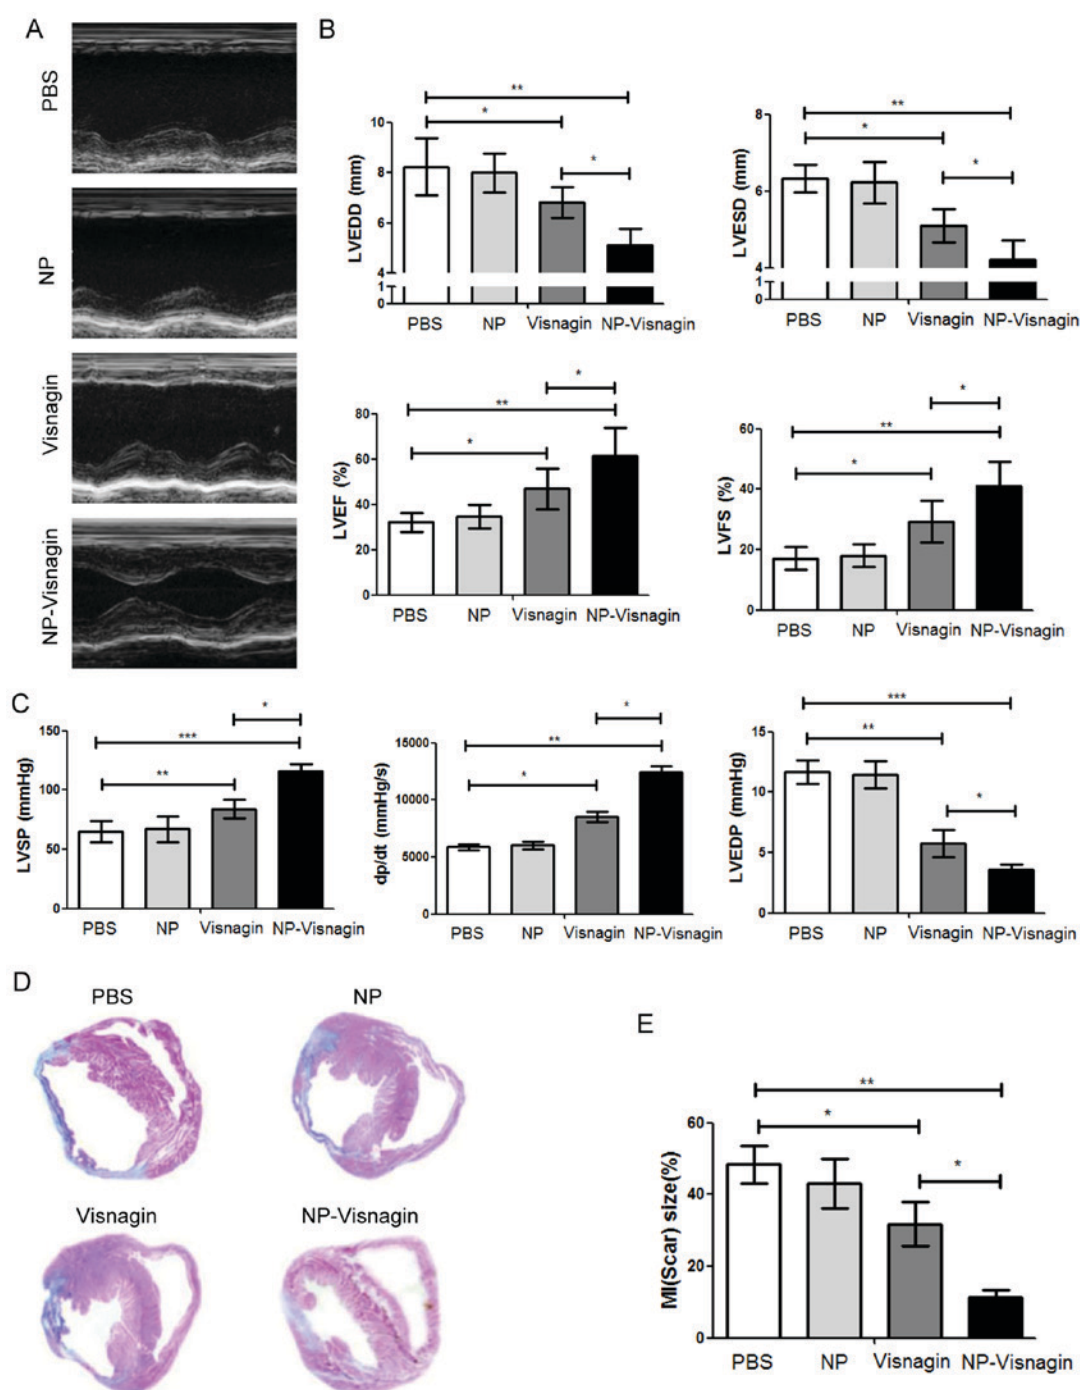 A
PBS
NP
Visnagin
NP-Visnagin
B
**
*
*
10
8
6
4
1
0
LVEDD (mm)
PBS NP Visnagin NP-Visnagin
**
*
*
8
6
4
1
0
LVESD (mm)
PBS NP Visnagin NP-Visnagin
*
**
*
80
60
40
20
0
LVEF (%)
PBS NP Visnagin NP-Visnagin
*
**
*
60
40
20
0
LVFS (%)
PBS NP Visnagin NP-Visnagin
C
*
***
**
150
100
50
0
LVSP (mmHg)
PBS NP Visnagin NP-Visnagin
*
**
*
15000
10000
5000
0
dp/dt (mmHg/s)
PBS NP Visnagin NP-Visnagin
***
**
*
15
10
5
0
LVEDP (mmHg)
PBS NP Visnagin NP-Visnagin
D
PBS NP
Visnagin NP-Visnagin
E
**
*
*
60
40
20
0
MI(Scar) size(%)
PBS NP Visnagin NP-Visnagin